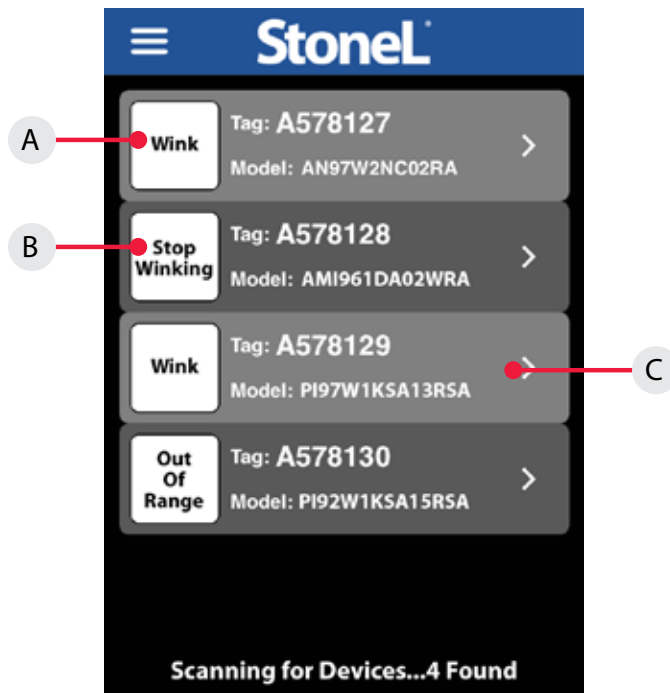 StoneL
A
Wink
Tag: A578127
Model: AN97W2NC02RA
B
Stop
Winking
Tag: A578128
Model: AMI961DA02WRA
Wink
Tag: A578129
Model: PI97W1KSA13RSA
C
Out
Of
Range
Tag: A578130
Model: PI92W1KSA15RSA
Scanning for Devices...4 Found